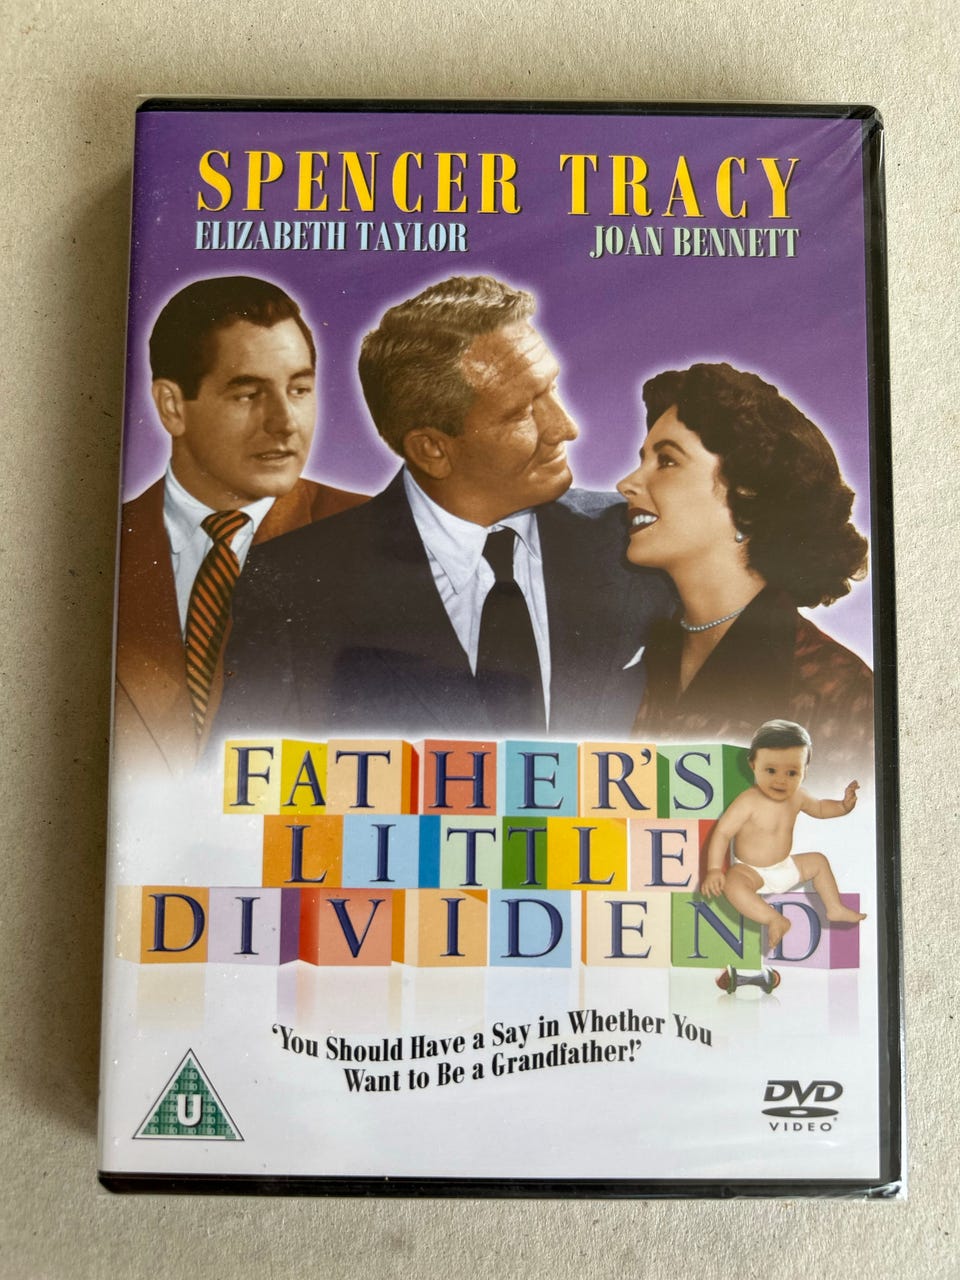 SPENCER TRACY
ELIZABETH TAYLOR JOAN BENNETT
FATHER'S
LITTLE
DIVIDEND
'You Should Have a Say in Whether You
Want to Be a Grandfather!'
U
DVD
VIDEO